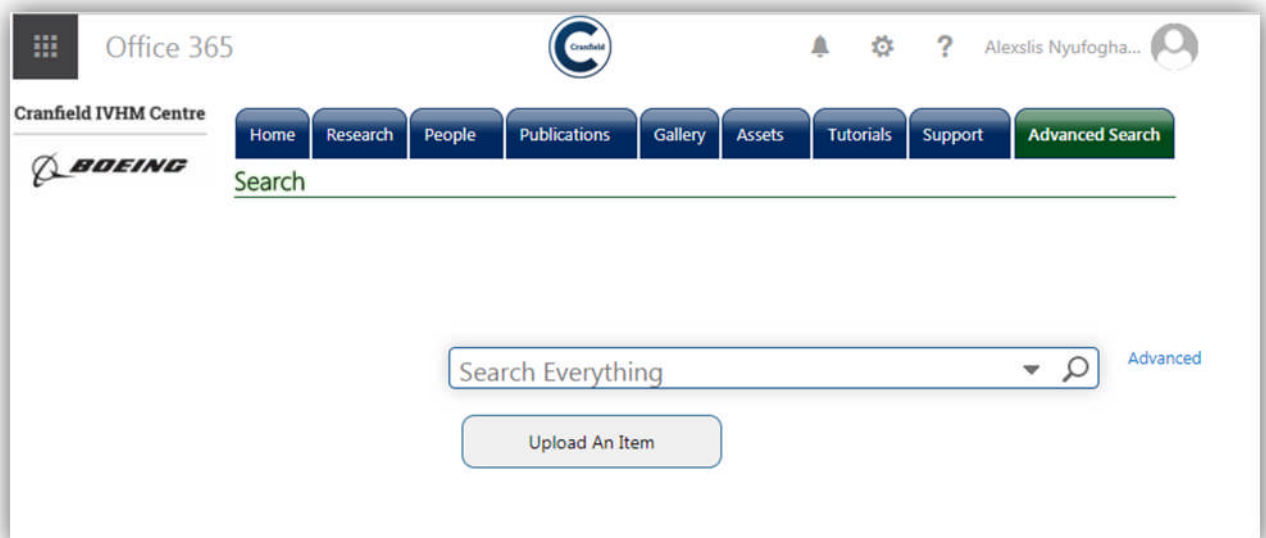 Office 365
Cranfield
?
Alexslis Nyufogha...
Cranfield IVHM Centre
BOEING
Home Research People Publications Gallery Assets Tutorials Support Advanced Search
Search
Search Everything
Advanced
Upload An Item